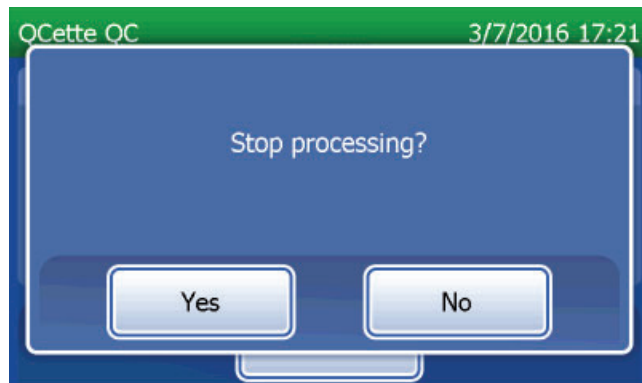 QCette QC 3/7/2016 17:21
Stop processing?
Yes No